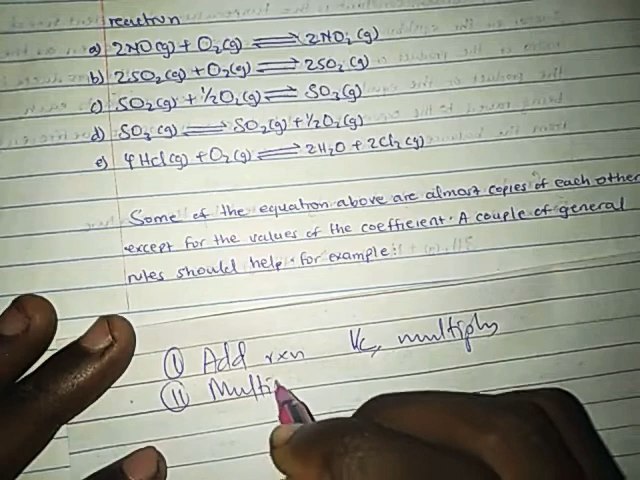 reaction
a) 2NO(g) + O₂(g) ⇌ 2NO₂(g)
b) 2SO₂(g) + O₂(g) ⇌ 2SO₂(g)
c) SO₂(g) + ½O₂(g) ⇌ SO₃(g)
d) SO₃(g) ⇌ SO₂(g) + ½O₂(g)
e) 4Hcl(g) + O₂(g) ⇌ 2H₂O + 2Cl₂(g)
Some of the equation above are almost copies of each other
except for the values of the coefficient. A couple of general
rules should help. for example:
(I) Add rxn Kc, multiply
(II) Multi